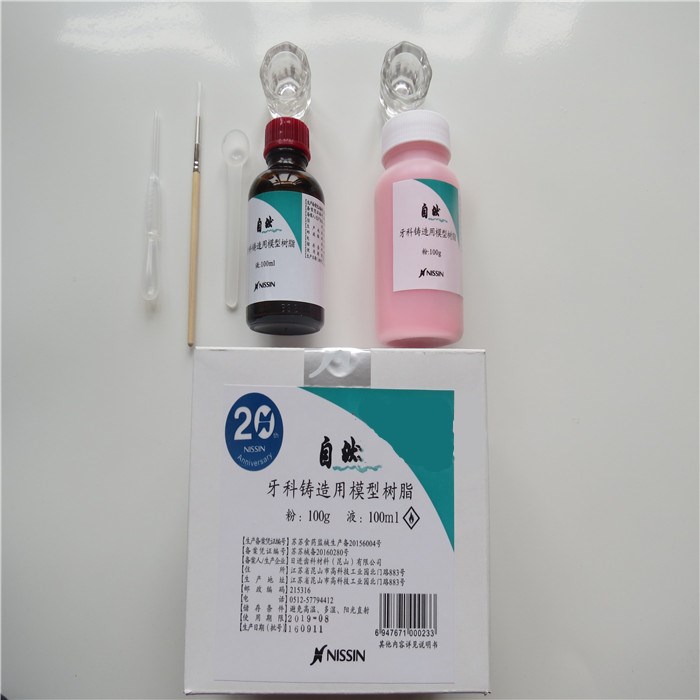 自然
牙科铸造用模型树脂
液:100ml
NISSIN
自然
牙科铸造用模型树脂
粉:100g
NISSIN
20th
NISSIN
Anniversary
自然
牙科铸造用模型树脂
粉:100g 液:100ml
[生产备案凭证编号] 苏苏食药监械生产备20156004号
[备案凭证编号] 苏苏械备20160280号
[备案人/生产企业] 日进齿科材料(昆山)有限公司
[住 所] 江苏省昆山市高科技工业园北门路883号
[生产地址] 江苏省昆山市高科技工业园北门路883号
[邮政编码] 215316
[电 话] 0512-57794412
[储存条件] 避免高温、多湿、阳光直射
[使用期限] 2019-08
[生产日期(批号)] 160911
6 947671 000233
其他内容详见说明书
NISSIN